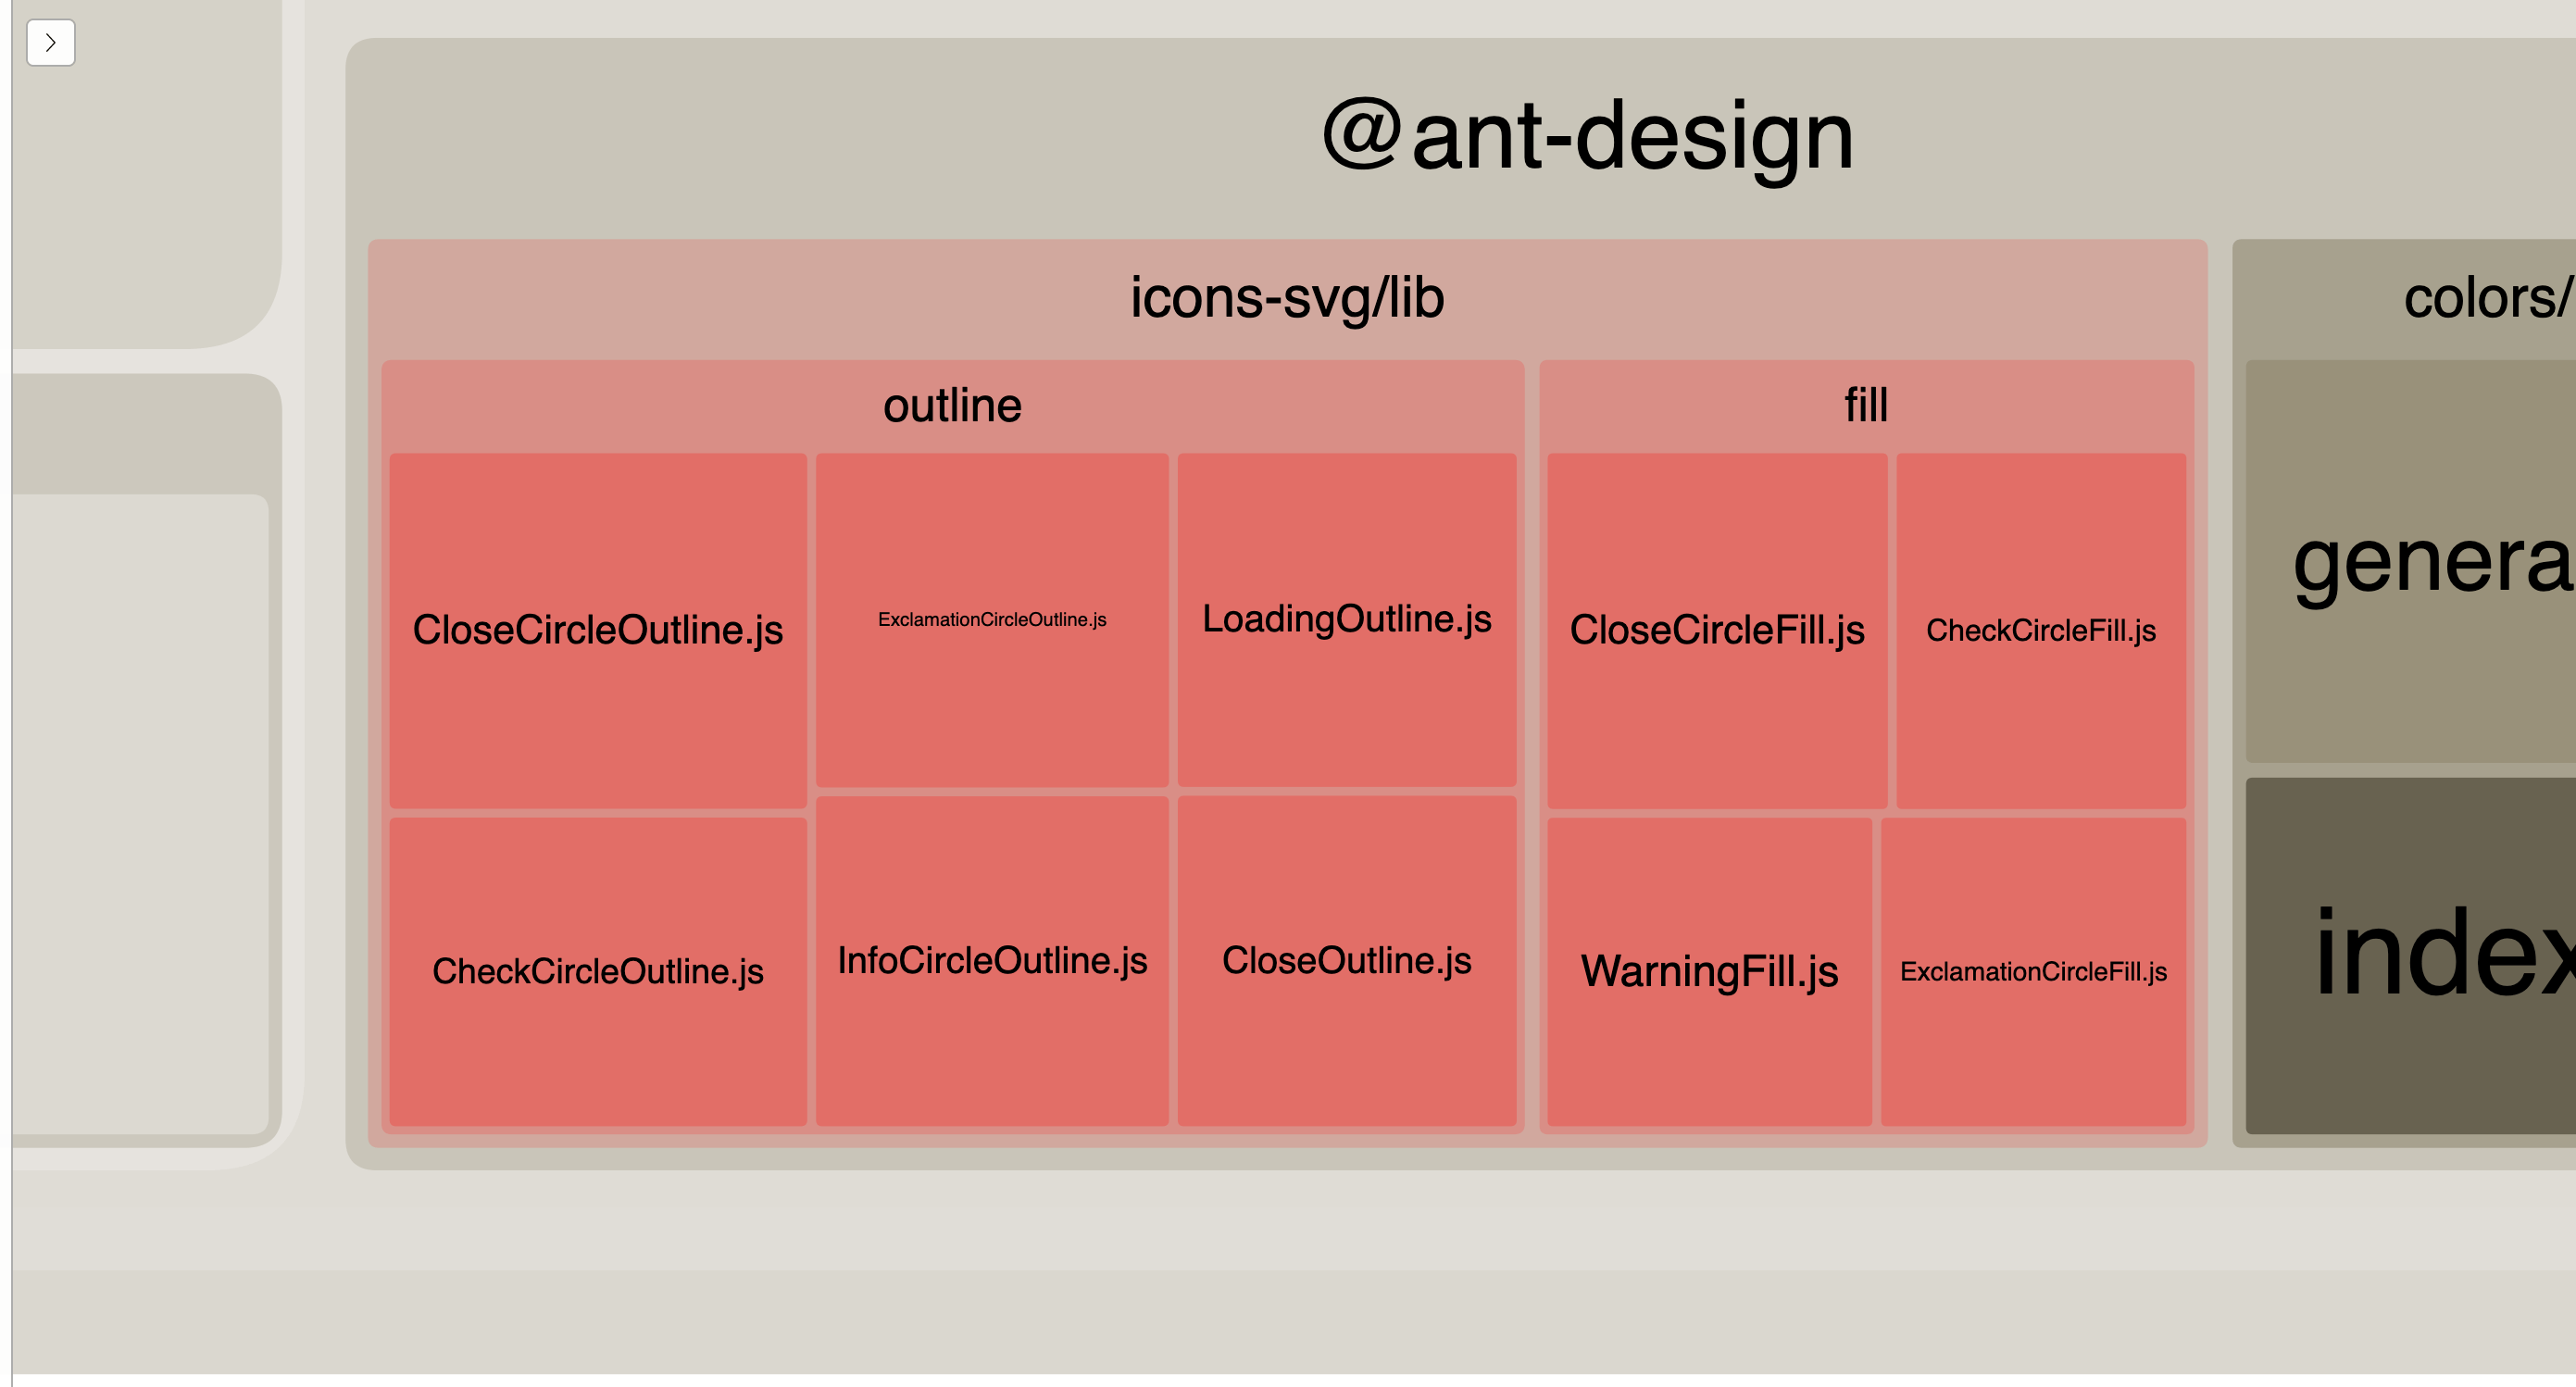 @ant-design
icons-svg/lib
colors/
outline
fill
CloseCircleOutline.js
ExclamationCircleOutline.js
LoadingOutline.js
CloseCircleFill.js
CheckCircleFill.js
genera
CheckCircleOutline.js
InfoCircleOutline.js
CloseOutline.js
WarningFill.js
ExclamationCircleFill.js
index